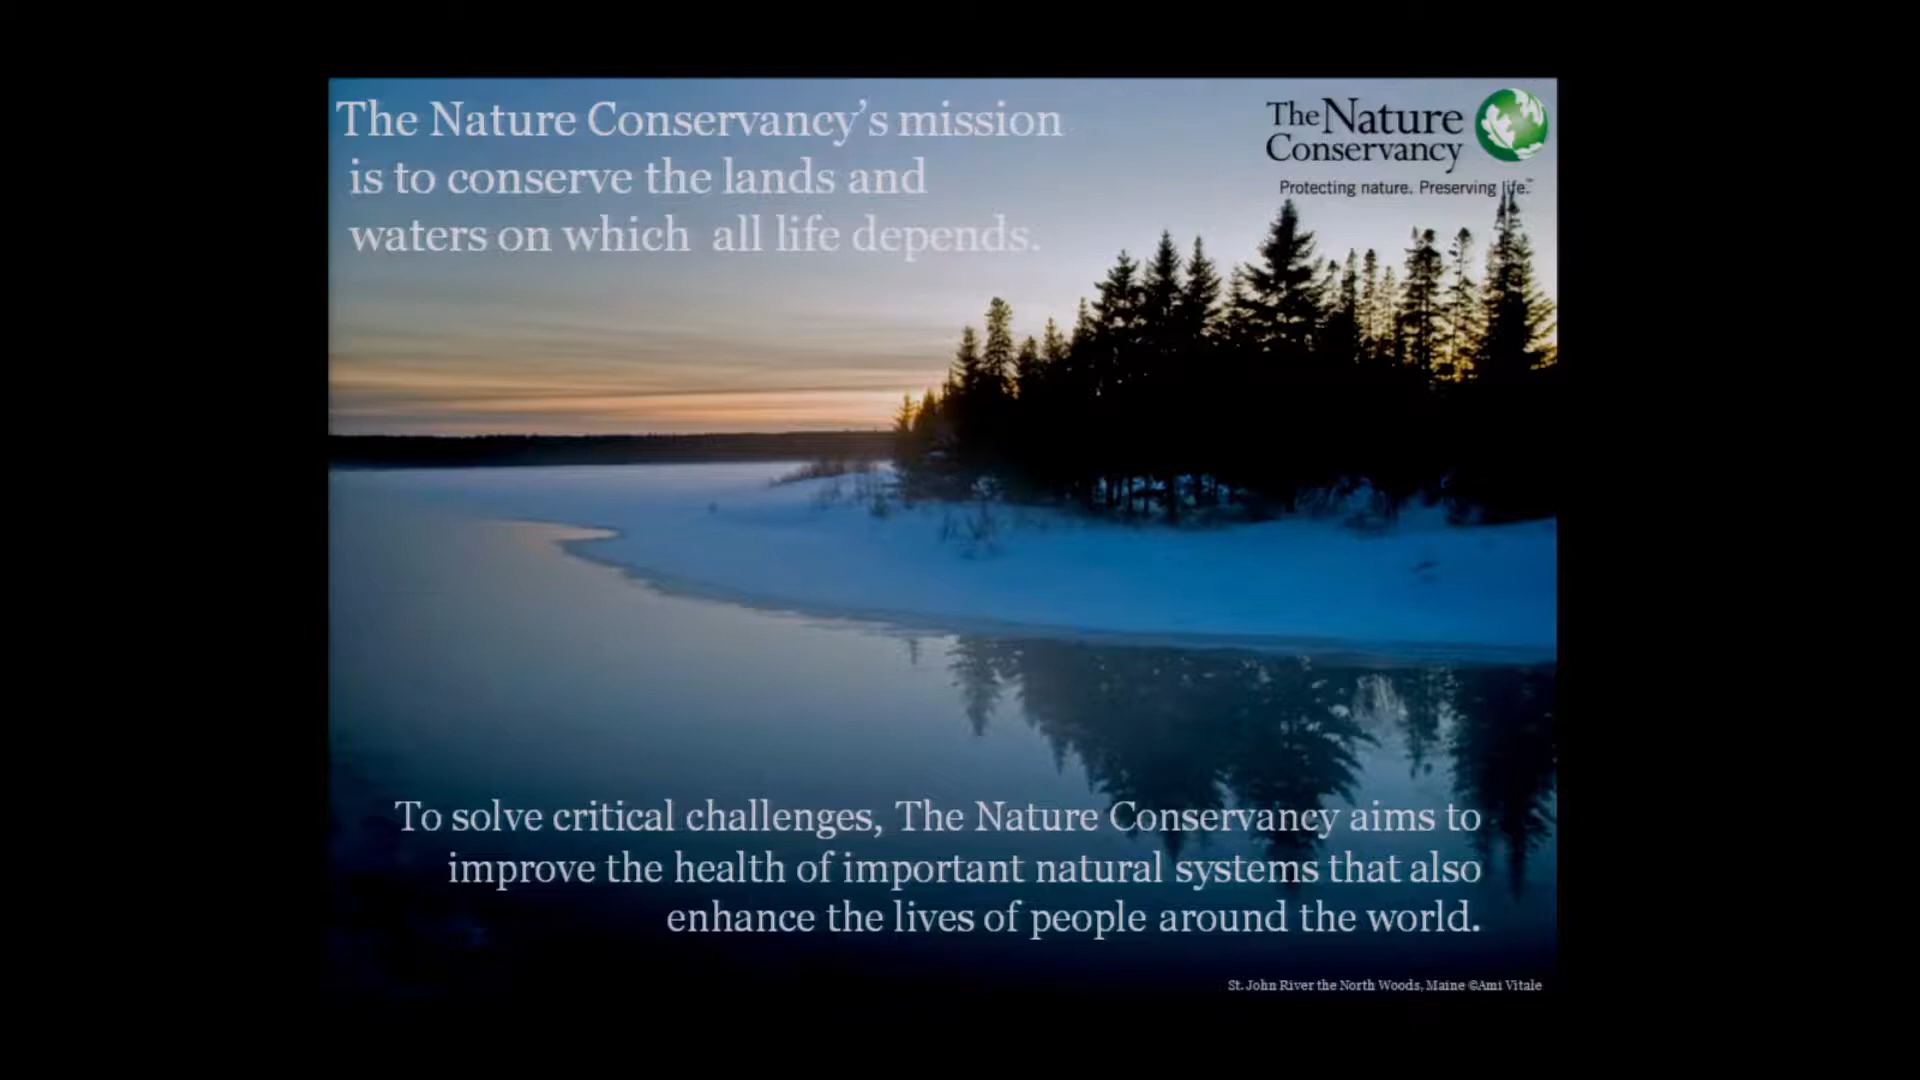 The Nature Conservancy's mission
is to conserve the lands and
waters on which all life depends.
The Nature
Conservancy
Protecting nature. Preserving life.™
To solve critical challenges, The Nature Conservancy aims to
improve the health of important natural systems that also
enhance the lives of people around the world.
St. John River the North Woods, Maine ©Ami Vitale